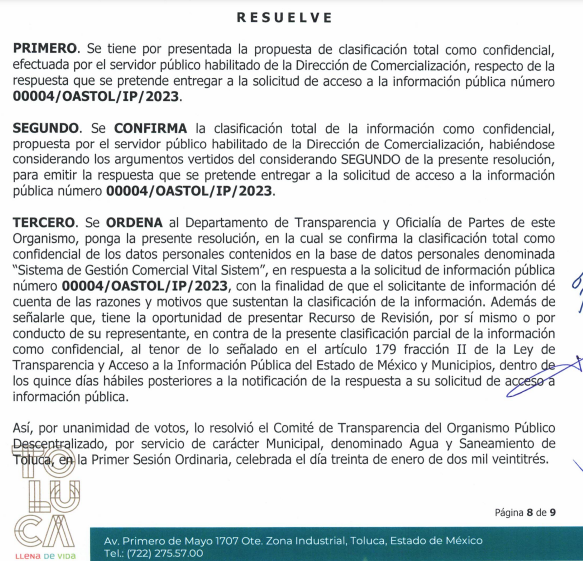 RESUELVE
PRIMERO. Se tiene por presentada la propuesta de clasificación total como confidencial,
efectuada por el servidor público habilitado de la Dirección de Comercialización, respecto de la
respuesta que se pretende entregar a la solicitud de acceso a la información pública número
00004/OASTOL/IP/2023.
SEGUNDO. Se CONFIRMA la clasificación total de la información como confidencial,
propuesta por el servidor público habilitado de la Dirección de Comercialización, habiéndose
considerando los argumentos vertidos del considerando SEGUNDO de la presente resolución,
para emitir la respuesta que se pretende entregar a la solicitud de acceso a la información
pública número 00004/OASTOL/IP/2023.
TERCERO. Se ORDENA al Departamento de Transparencia y Oficialía de Partes de este
Organismo, ponga la presente resolución, en la cual se confirma la clasificación total como
confidencial de los datos personales contenidos en la base de datos personales denominada
“Sistema de Gestión Comercial Vital Sistem”, en respuesta a la solicitud de información pública
número 00004/OASTOL/IP/2023, con la finalidad de que el solicitante de información dé
cuenta de las razones y motivos que sustentan la clasificación de la información. Además de
señalarle que, tiene la oportunidad de presentar Recurso de Revisión, por sí mismo o por
conducto de su representante, en contra de la presente clasificación parcial de la información
como confidencial, al tenor de lo señalado en el artículo 179 fracción II de la Ley de
Transparencia y Acceso a la Información Pública del Estado de México y Municipios, dentro de
los quince días hábiles posteriores a la notificación de la respuesta a su solicitud de acceso a
información pública.
Así, por unanimidad de votos, lo resolvió el Comité de Transparencia del Organismo Público
Descentralizado, por servicio de carácter Municipal, denominado Agua y Saneamiento de
Toluca, en la Primer Sesión Ordinaria, celebrada el día treinta de enero de dos mil veintitrés.
TOLUCA
LLENA DE VIDA
Página 8 de 9
Av. Primero de Mayo 1707 Ote. Zona Industrial, Toluca, Estado de México
Tel.: (722) 275.57.00